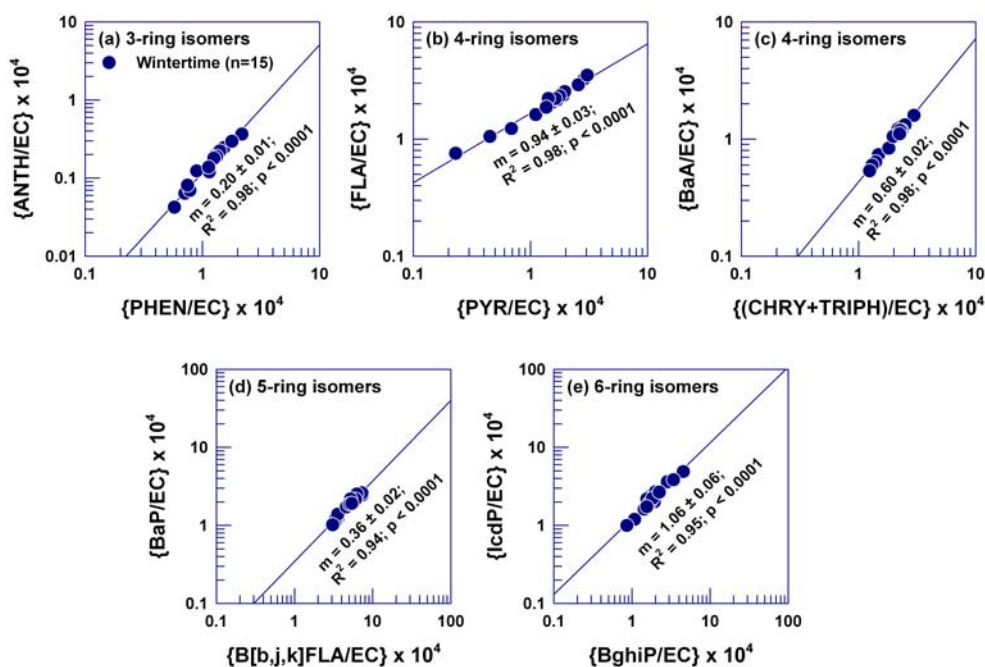 (a) 3-ring isomers
Wintertime (n=15)
{ANTH/EC} x 10⁴
10
1
0.1
0.01
m = 0.20 ± 0.01;
R² = 0.98; p < 0.0001
0.1
1
10
{PHEN/EC} x 10⁴
(b) 4-ring isomers
{FLA/EC} x 10⁴
10
1
0.1
m = 0.94 ± 0.03;
R² = 0.98; p < 0.0001
0.1
1
10
{PYR/EC} x 10⁴
(c) 4-ring isomers
{BaA/EC} x 10⁴
10
1
0.1
m = 0.60 ± 0.02;
R² = 0.98; p < 0.0001
0.1
1
10
{(CHRY+TRIPH)/EC} x 10⁴
(d) 5-ring isomers
{BaP/EC} x 10⁴
100
10
1
0.1
m = 0.36 ± 0.02;
R² = 0.94; p < 0.0001
0.1
1
10
100
{B[b,j,k]FLA/EC} x 10⁴
(e) 6-ring isomers
{IcdP/EC} x 10⁴
100
10
1
0.1
m = 1.06 ± 0.06;
R² = 0.95; p < 0.0001
0.1
1
10
100
{BghiP/EC} x 10⁴